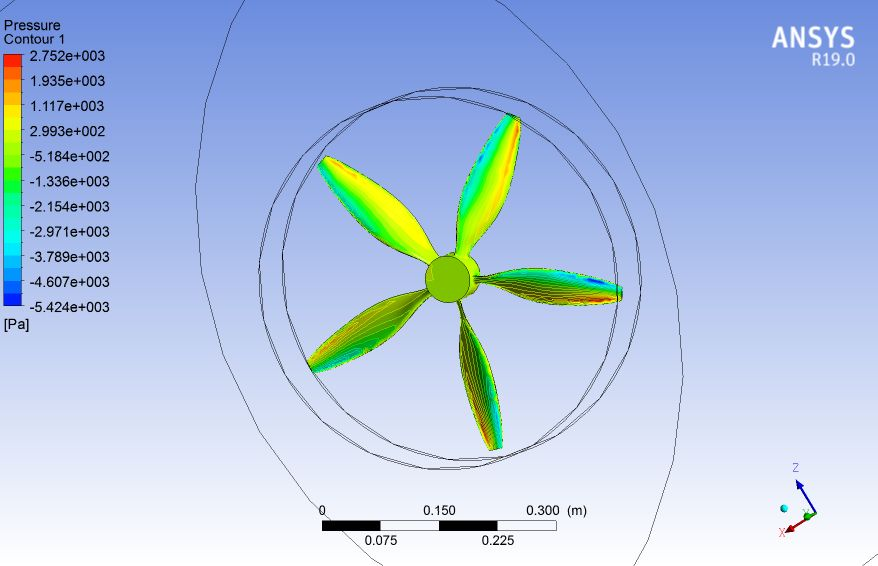 Pressure
Contour 1
2.752e+003
1.935e+003
1.117e+003
2.993e+002
-5.184e+002
-1.336e+003
-2.154e+003
-2.971e+003
-3.789e+003
-4.607e+003
-5.424e+003
[Pa]
ANSYS
R19.0
0 0.150 0.300 (m)
0.075 0.225
Z
Y
X